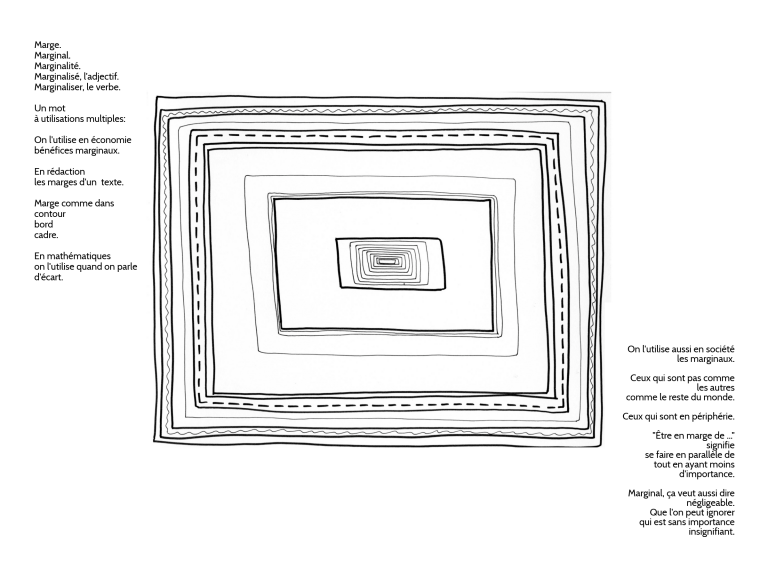 Marge.
Marginal.
Marginalité.
Marginalisé, l'adjectif.
Marginaliser, le verbe.
Un mot
à utilisations multiples:
On l'utilise en économie
bénéfices marginaux.
En rédaction
les marges d'un texte.
Marge comme dans
contour
bord
cadre.
En mathématiques
on l'utilise quand on parle
d'écart.
On l'utilise aussi en société
les marginaux.
Ceux qui sont pas comme
les autres
comme le reste du monde.
Ceux qui sont en périphérie.
"Être en marge de ..."
signifie
se faire en parallèle de
tout en ayant moins
d'importance.
Marginal, ça veut aussi dire
négligeable.
Que l'on peut ignorer
qui est sans importance
insignifiant.